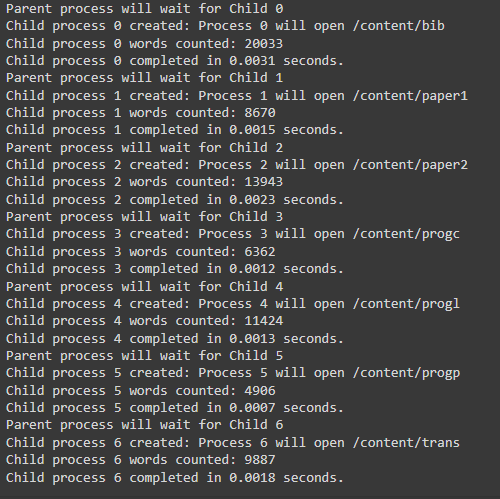 Parent process will wait for Child 0
Child process 0 created: Process 0 will open /content/bib
Child process 0 words counted: 20033
Child process 0 completed in 0.0031 seconds.
Parent process will wait for Child 1
Child process 1 created: Process 1 will open /content/paper1
Child process 1 words counted: 8670
Child process 1 completed in 0.0015 seconds.
Parent process will wait for Child 2
Child process 2 created: Process 2 will open /content/paper2
Child process 2 words counted: 13943
Child process 2 completed in 0.0023 seconds.
Parent process will wait for Child 3
Child process 3 created: Process 3 will open /content/progc
Child process 3 words counted: 6362
Child process 3 completed in 0.0012 seconds.
Parent process will wait for Child 4
Child process 4 created: Process 4 will open /content/progl
Child process 4 words counted: 11424
Child process 4 completed in 0.0013 seconds.
Parent process will wait for Child 5
Child process 5 created: Process 5 will open /content/progp
Child process 5 words counted: 4906
Child process 5 completed in 0.0007 seconds.
Parent process will wait for Child 6
Child process 6 created: Process 6 will open /content/trans
Child process 6 words counted: 9887
Child process 6 completed in 0.0018 seconds.